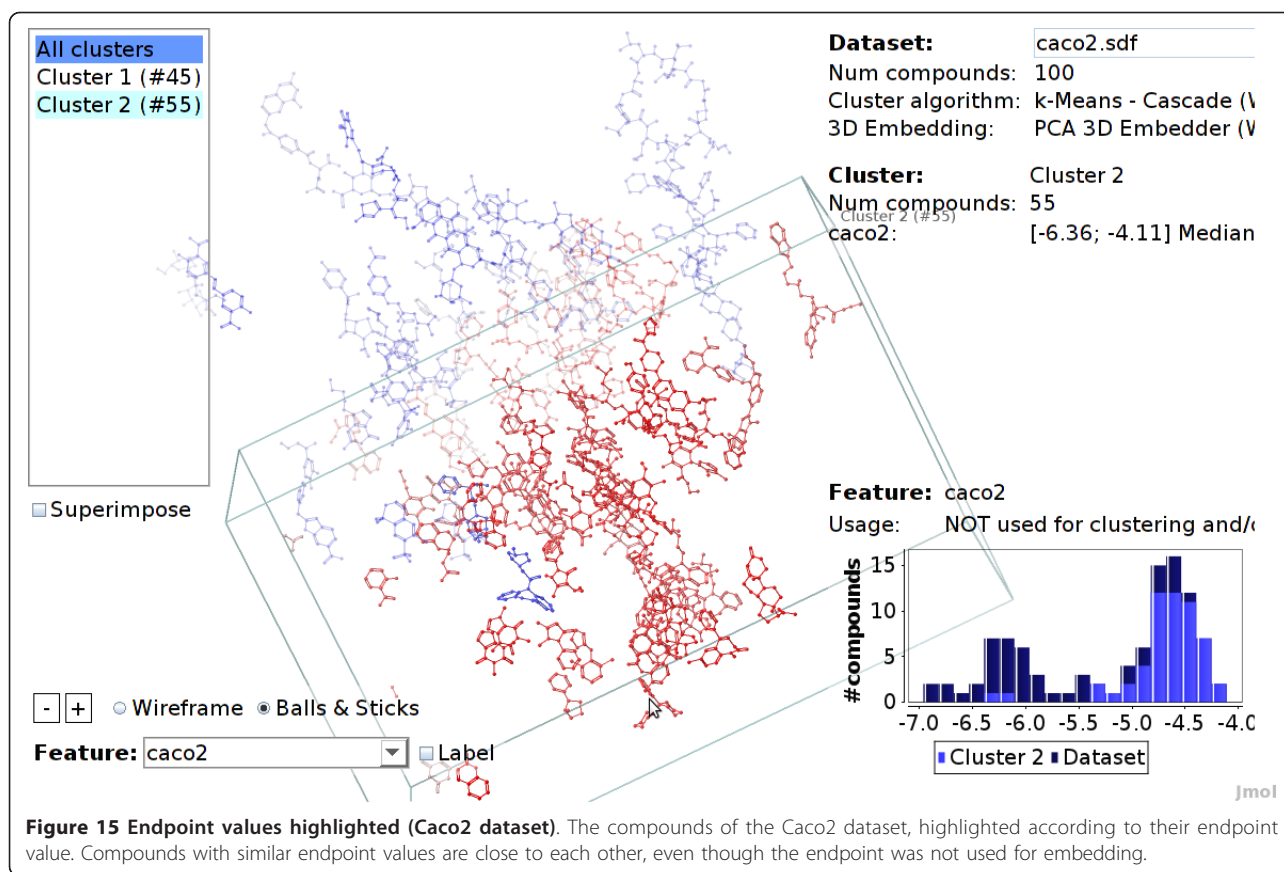 All clusters
Cluster 1 (#45)
Cluster 2 (#55)
Superimpose
- + Wireframe Balls & Sticks
Feature: caco2 Label
Dataset: caco2.sdf
Num compounds: 100
Cluster algorithm: k-Means - Cascade (
3D Embedding: PCA 3D Embedder (
Cluster: Cluster 2
Num compounds: 55
Cluster 2 (#55)
caco2: [-6.36; -4.11] Median
Feature: caco2
Usage: NOT used for clustering and/
#compounds
15
10
5
0
-7.0 -6.5 -6.0 -5.5 -5.0 -4.5 -4.0
Cluster 2 Dataset
Jmol
Figure 15 Endpoint values highlighted (Caco2 dataset). The compounds of the Caco2 dataset, highlighted according to their endpoint
value. Compounds with similar endpoint values are close to each other, even though the endpoint was not used for embedding.